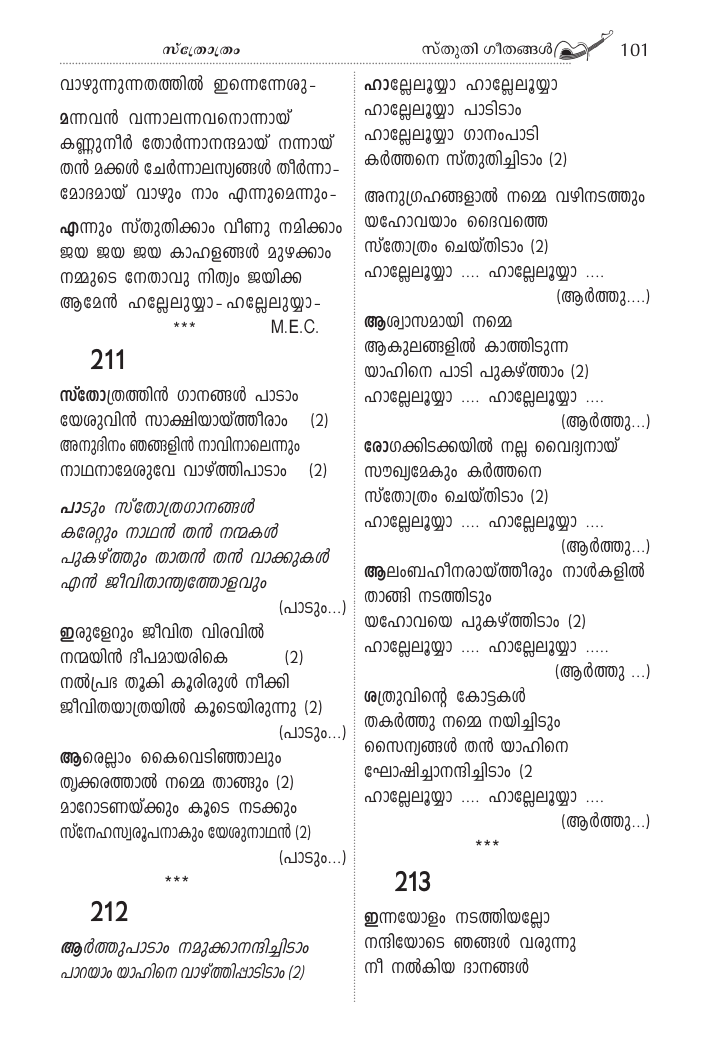 സ്തോത്രം
സ്തുതി ഗീതങ്ങൾ 101
വാഴുന്നുന്നതത്തിൽ ഇന്നെന്നേശു-
മന്നവൻ വന്നാലന്നവനൊന്നായ്
കണ്ണുനീർ തോർന്നാനന്ദമായ് നന്നായ്
തൻ മക്കൾ ചേർന്നാലസ്യങ്ങൾ തീർന്നാ-
മോദമായ് വാഴും നാം എന്നുമെന്നും-
എന്നും സ്തുതിക്കാം വീണു നമിക്കാം
ജയ ജയ ജയ കാഹളങ്ങൾ മുഴക്കാം
നമ്മുടെ നേതാവു നിത്യം ജയിക്ക
ആമേൻ ഹല്ലേലുയ്യാ-ഹല്ലേലുയ്യാ-
*** M.E.C.
211
സ്തോത്രത്തിൻ ഗാനങ്ങൾ പാടാം
യേശുവിൻ സാക്ഷിയായ്ത്തീരാം (2)
അനുദിനം ഞങ്ങളിൻ നാവിനാലെന്നും
നാഥനാമേശുവേ വാഴ്ത്തിപാടാം (2)
പാടും സ്തോത്രഗാനങ്ങൾ
കരേറ്റും നാഥൻ തൻ നന്മകൾ
പുകഴ്ത്തും താതൻ തൻ വാക്കുകൾ
എൻ ജീവിതാന്ത്യത്തോളവും
(പാടും...)
ഇരുളേറും ജീവിത വിരവിൽ
നന്മയിൻ ദീപമായരികെ (2)
നൽപ്രഭ തൂകി കൂരിരുൾ നീക്കി
ജീവിതയാത്രയിൽ കൂടെയിരുന്നു (2)
(പാടും...)
ആരെല്ലാം കൈവെടിഞ്ഞാലും
തൃക്കരത്താൽ നമ്മെ താങ്ങും (2)
മാറോടണയ്ക്കും കൂടെ നടക്കും
സ്നേഹസ്വരൂപനാകും യേശുനാഥൻ (2)
(പാടും...)
***
212
ആർത്തുപാടാം നമുക്കാനന്ദിച്ചിടാം
പാറയാം യാഹിനെ വാഴ്ത്തിപ്പാടിടാം (2)
ഹാല്ലേലൂയ്യാ ഹാല്ലേലൂയ്യാ
ഹാല്ലേലൂയ്യാ പാടിടാം
ഹാല്ലേലൂയ്യാ ഗാനംപാടി
കർത്തനെ സ്തുതിച്ചിടാം (2)
അനുഗ്രഹങ്ങളാൽ നമ്മെ വഴിനടത്തും
യഹോവയാം ദൈവത്തെ
സ്തോത്രം ചെയ്തിടാം (2)
ഹാല്ലേലൂയ്യാ .... ഹാല്ലേലൂയ്യാ ....
(ആർത്തു....)
ആശ്വാസമായി നമ്മെ
ആകുലങ്ങളിൽ കാത്തിടുന്ന
യാഹിനെ പാടി പുകഴ്ത്താം (2)
ഹാല്ലേലൂയ്യാ .... ഹാല്ലേലൂയ്യാ ....
(ആർത്തു...)
രോഗക്കിടക്കയിൽ നല്ല വൈദ്യനായ്
സൗഖ്യമേകും കർത്തനെ
സ്തോത്രം ചെയ്തിടാം (2)
ഹാല്ലേലൂയ്യാ .... ഹാല്ലേലൂയ്യാ ....
(ആർത്തു...)
ആലംബഹീനരായ്ത്തീരും നാൾകളിൽ
താങ്ങി നടത്തിടും
യഹോവയെ പുകഴ്ത്തിടാം (2)
ഹാല്ലേലൂയ്യാ .... ഹാല്ലേലൂയ്യാ .....
(ആർത്തു ...)
ശത്രുവിന്റെ കോട്ടകൾ
തകർത്തു നമ്മെ നയിച്ചിടും
സൈന്യങ്ങൾ തൻ യാഹിനെ
ഘോഷിച്ചാനന്ദിച്ചിടാം (2
ഹാല്ലേലൂയ്യാ .... ഹാല്ലേലൂയ്യാ ....
(ആർത്തു...)
***
213
ഇന്നയോളം നടത്തിയല്ലോ
നന്ദിയോടെ ഞങ്ങൾ വരുന്നു
നീ നൽകിയ ദാനങ്ങൾ